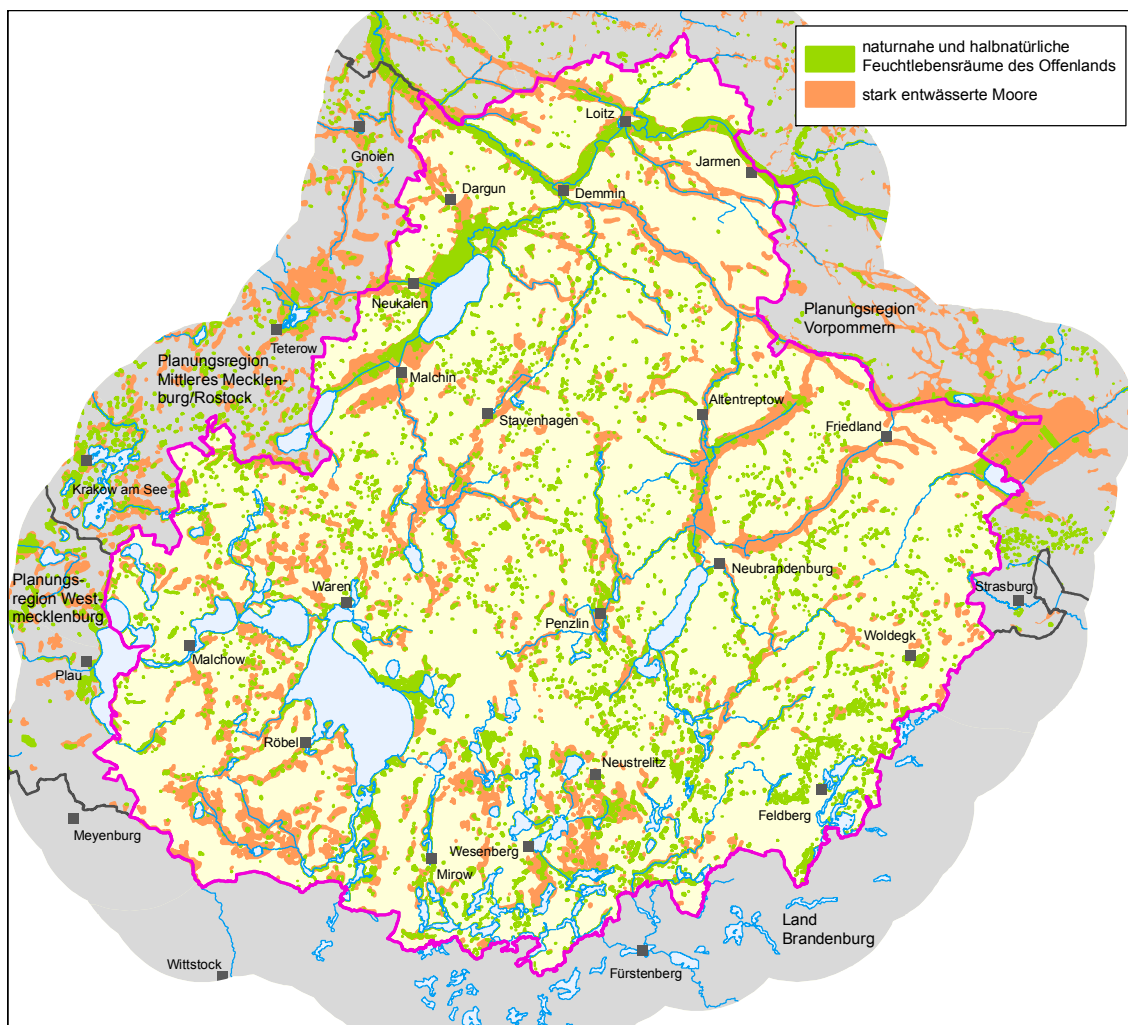 naturnahe und halbnatürliche
Feuchtlebensräume des Offenlands
stark entwässerte Moore
Loitz
Gnoien
Jarmen
Dargun
Demmin
Neukalen
Planungsregion
Vorpommern
Teterow
Planungsregion
Mittleres Mecklen-
burg/Rostock
Malchin
Altentreptow
Stavenhagen
Friedland
Krakow am See
Neubrandenburg
Planungs-
region West-
mecklenburg
Waren
Strasburg
Penzlin
Woldegk
Malchow
Plau
Röbel
Neustrelitz
Feldberg
Meyenburg
Wesenberg
Mirow
Land
Brandenburg
Wittstock
Fürstenberg